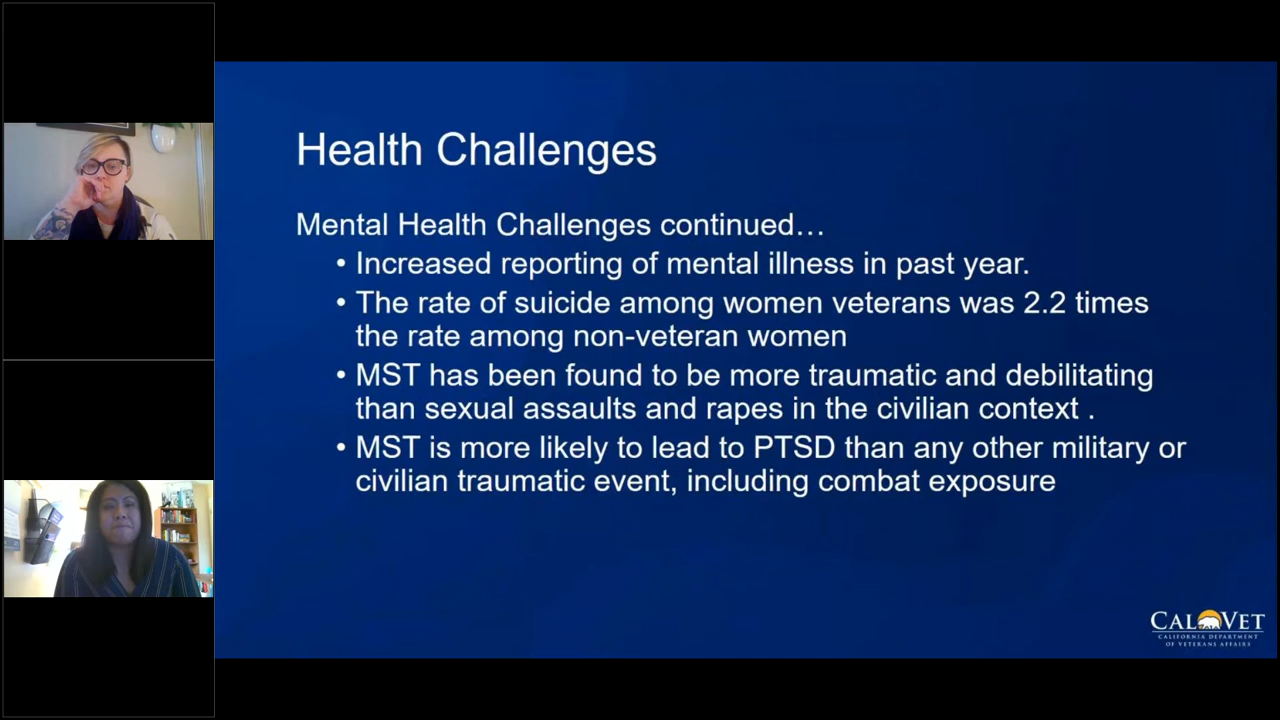 Health Challenges
Mental Health Challenges continued…
• Increased reporting of mental illness in past year.
• The rate of suicide among women veterans was 2.2 times
the rate among non-veteran women
• MST has been found to be more traumatic and debilitating
than sexual assaults and rapes in the civilian context .
• MST is more likely to lead to PTSD than any other military or
civilian traumatic event, including combat exposure
CALVET
CALIFORNIA DEPARTMENT
OF VETERANS AFFAIRS